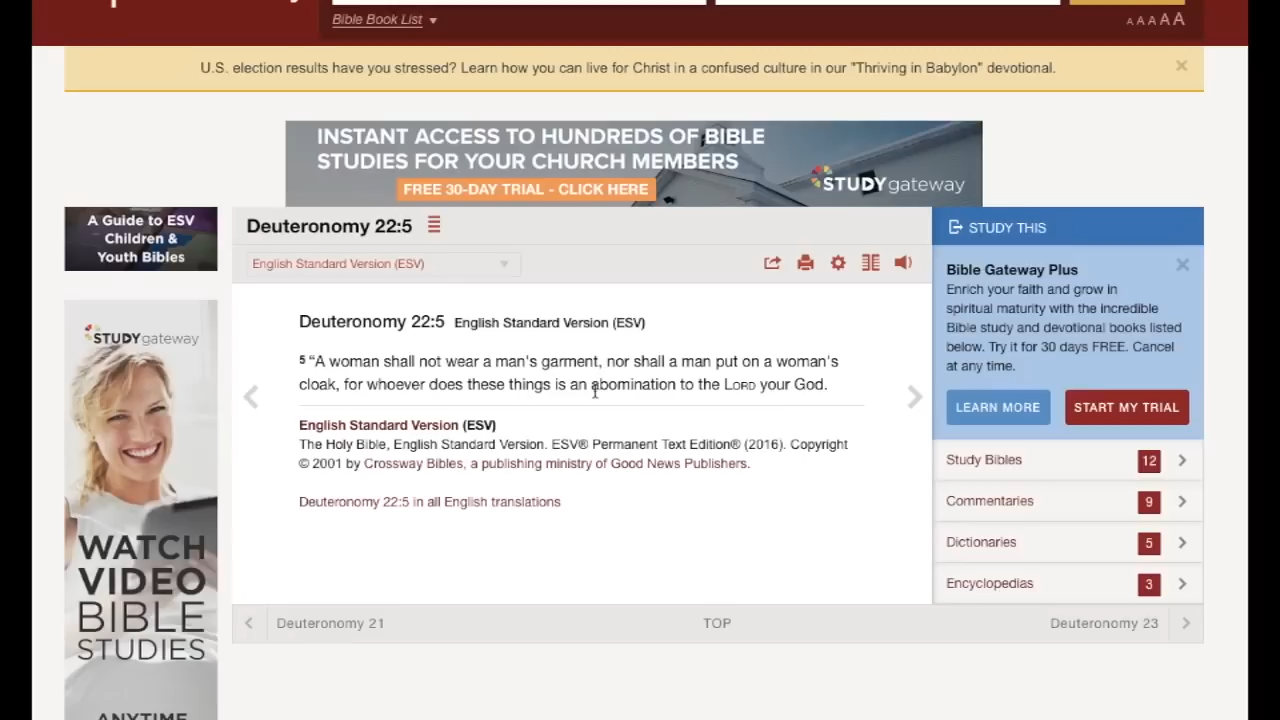 Bible Book List
A A A A A
U.S. election results have you stressed? Learn how you can live for Christ in a confused culture in our "Thriving in Babylon" devotional.
INSTANT ACCESS TO HUNDREDS OF BIBLE
STUDIES FOR YOUR CHURCH MEMBERS
FREE 30-DAY TRIAL - CLICK HERE
STUDYgateway
A Guide to ESV
Children &
Youth Bibles
STUDYgateway
WATCH
VIDEO
BIBLE
STUDIES
ANYTIME
Deuteronomy 22:5
English Standard Version (ESV)
Deuteronomy 22:5 English Standard Version (ESV)
5 “A woman shall not wear a man's garment, nor shall a man put on a woman's
cloak, for whoever does these things is an abomination to the LORD your God.
English Standard Version (ESV)
The Holy Bible, English Standard Version. ESV® Permanent Text Edition® (2016). Copyright
© 2001 by Crossway Bibles, a publishing ministry of Good News Publishers.
Deuteronomy 22:5 in all English translations
STUDY THIS
Bible Gateway Plus
Enrich your faith and grow in
spiritual maturity with the incredible
Bible study and devotional books listed
below. Try it for 30 days FREE. Cancel
at any time.
LEARN MORE START MY TRIAL
Study Bibles 12
Commentaries 9
Dictionaries 5
Encyclopedias 3
Deuteronomy 21 TOP Deuteronomy 23